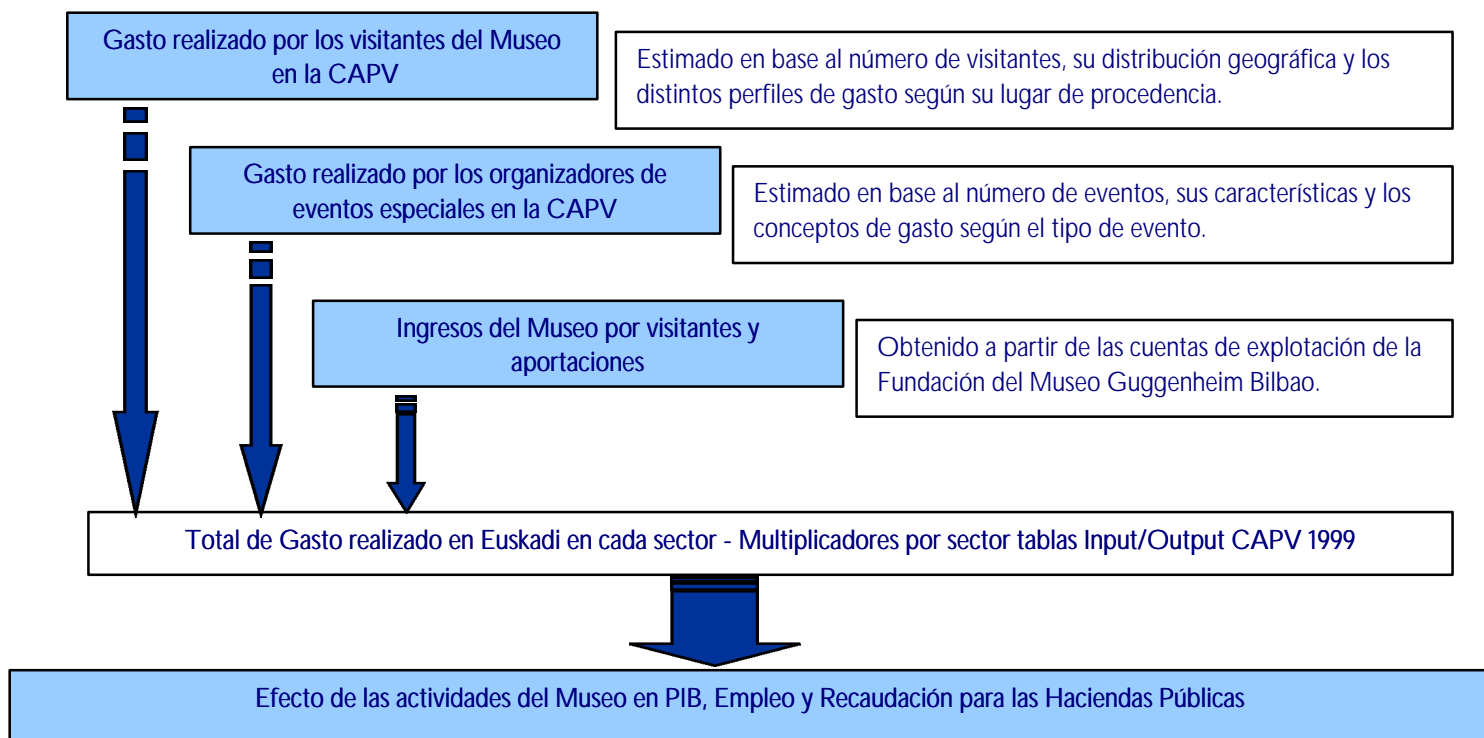 Gasto realizado por los visitantes del Museo
en la CAPV
Estimado en base al número de visitantes, su distribución geográfica y los
distintos perfiles de gasto según su lugar de procedencia.
Gasto realizado por los organizadores de
eventos especiales en la CAPV
Estimado en base al número de eventos, sus características y los
conceptos de gasto según el tipo de evento.
Ingresos del Museo por visitantes y
aportaciones
Obtenido a partir de las cuentas de explotación de la
Fundación del Museo Guggenheim Bilbao.
Total de Gasto realizado en Euskadi en cada sector - Multiplicadores por sector tablas Input/Output CAPV 1999
Efecto de las actividades del Museo en PIB, Empleo y Recaudación para las Haciendas Públicas